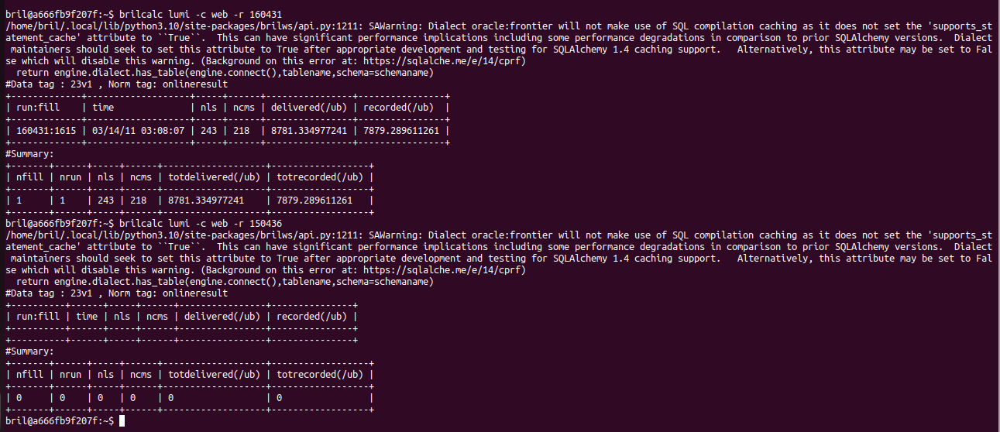 bril@a666fb9f207f:~$ brilcalc lumi -c web -r 160431
/home/bril/.local/lib/python3.10/site-packages/brilws/api.py:1211: SAWarning: Dialect oracle:frontier will not make use of SQL compilation caching as it does not set the 'supports_st
atement_cache' attribute to ``True``.  This can have significant performance implications including some performance degradations in comparison to prior SQLAlchemy versions.  Dialect
 maintainers should seek to set this attribute to True after appropriate development and testing for SQLAlchemy 1.4 caching support.   Alternatively, this attribute may be set to Fal
se which will disable this warning. (Background on this error at: https://sqlalche.me/e/14/cprf)
  return engine.dialect.has_table(engine.connect(),tablename,schema=schemaname)
#Data tag : 23v1 , Norm tag: onlineresult
+-------------+-------------------+-----+------+----------------+----------------+
| run:fill    | time              | nls | ncms | delivered(/ub) | recorded(/ub)  |
+-------------+-------------------+-----+------+----------------+----------------+
| 160431:1615 | 03/14/11 03:08:07 | 243 | 218  | 8781.334977241 | 7879.289611261 |
+-------------+-------------------+-----+------+----------------+----------------+
#Summary:
+-------+------+-----+------+-------------------+------------------+
| nfill | nrun | nls | ncms | totdelivered(/ub) | totrecorded(/ub) |
+-------+------+-----+------+-------------------+------------------+
| 1     | 1    | 243 | 218  | 8781.334977241    | 7879.289611261   |
+-------+------+-----+------+-------------------+------------------+
bril@a666fb9f207f:~$ brilcalc lumi -c web -r 150436
/home/bril/.local/lib/python3.10/site-packages/brilws/api.py:1211: SAWarning: Dialect oracle:frontier will not make use of SQL compilation caching as it does not set the 'supports_st
atement_cache' attribute to ``True``.  This can have significant performance implications including some performance degradations in comparison to prior SQLAlchemy versions.  Dialect
 maintainers should seek to set this attribute to True after appropriate development and testing for SQLAlchemy 1.4 caching support.   Alternatively, this attribute may be set to Fal
se which will disable this warning. (Background on this error at: https://sqlalche.me/e/14/cprf)
  return engine.dialect.has_table(engine.connect(),tablename,schema=schemaname)
#Data tag : 23v1 , Norm tag: onlineresult
+----------+------+-----+------+----------------+---------------+
| run:fill | time | nls | ncms | delivered(/ub) | recorded(/ub) |
+----------+------+-----+------+----------------+---------------+
+----------+------+-----+------+----------------+---------------+
#Summary:
+-------+------+-----+------+-------------------+------------------+
| nfill | nrun | nls | ncms | totdelivered(/ub) | totrecorded(/ub) |
+-------+------+-----+------+-------------------+------------------+
| 0     | 0    | 0   | 0    | 0                 | 0                |
+-------+------+-----+------+-------------------+------------------+
bril@a666fb9f207f:~$